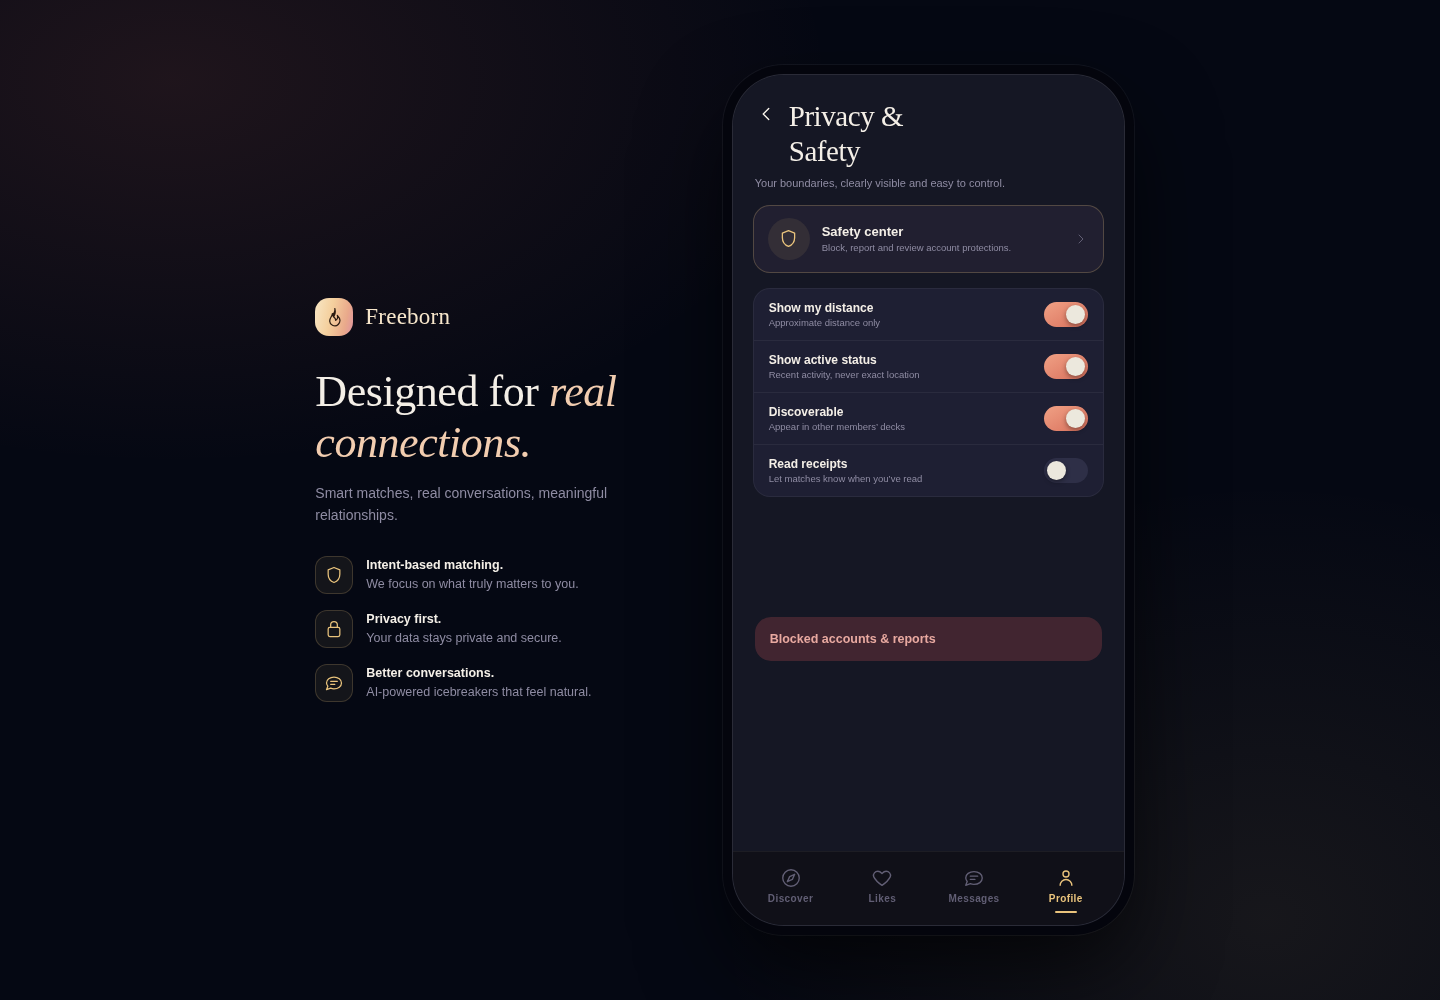 Freeborn
Designed for real
connections.
Smart matches, real conversations, meaningful
relationships.
Intent-based matching.
We focus on what truly matters to you.
Privacy first.
Your data stays private and secure.
Better conversations.
AI-powered icebreakers that feel natural.
Privacy &
Safety
Your boundaries, clearly visible and easy to control.
Safety center
Block, report and review account protections.
Show my distance
Approximate distance only
Show active status
Recent activity, never exact location
Discoverable
Appear in other members' decks
Read receipts
Let matches know when you've read
Blocked accounts & reports
Discover
Likes
Messages
Profile